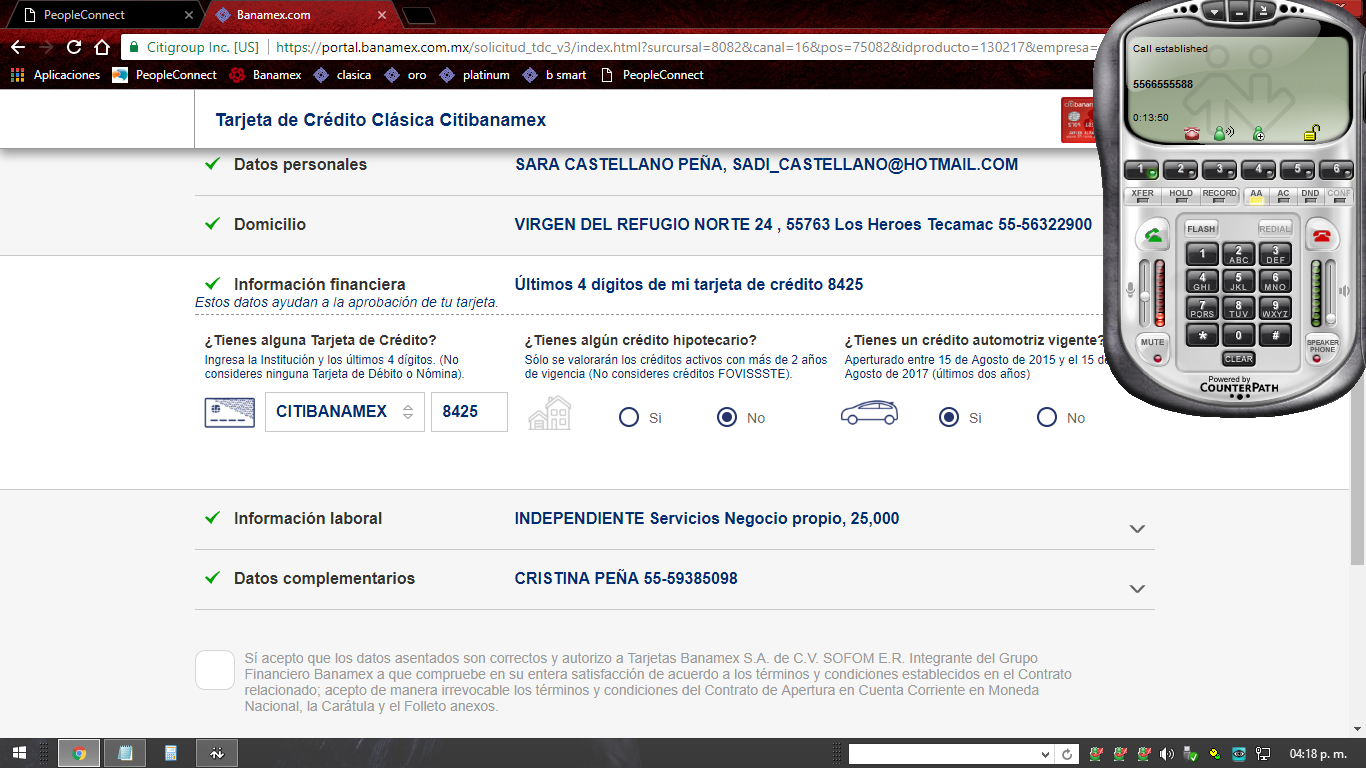 PeopleConnect
Banamex.com
Citigroup Inc. [US]
https://portal.banamex.com.mx/solicitud_tdc_v3/index.html?surcursal=8082&canal=16&pos=75082&idproducto=130217&empresa=
Aplicaciones
PeopleConnect
Banamex
clasica
oro
platinum
b smart
PeopleConnect
Tarjeta de Crédito Clásica Citibanamex
Datos personales
SARA CASTELLANO PEÑA, SADI_CASTELLANO@HOTMAIL.COM
Domicilio
VIRGEN DEL REFUGIO NORTE 24 , 55763 Los Heroes Tecamac 55-56322900
Información financiera
Últimos 4 dígitos de mi tarjeta de crédito 8425
Estos datos ayudan a la aprobación de tu tarjeta.
¿Tienes alguna Tarjeta de Crédito?
Ingresa la Institución y los últimos 4 dígitos. (No
consideres ninguna Tarjeta de Débito o Nómina).
CITIBANAMEX
8425
¿Tienes algún crédito hipotecario?
Sólo se valorarán los créditos activos con más de 2 años
de vigencia (No consideres créditos FOVISSSTE).
Si
No
¿Tienes un crédito automotriz vigente?
Aperturado entre 15 de Agosto de 2015 y el 15 de
Agosto de 2017 (últimos dos años)
Si
No
Información laboral
INDEPENDIENTE Servicios Negocio propio, 25,000
Datos complementarios
CRISTINA PEÑA 55-59385098
Sí acepto que los datos asentados son correctos y autorizo a Tarjetas Banamex S.A. de C.V. SOFOM E.R. Integrante del Grupo
Financiero Banamex a que compruebe en su entera satisfacción de acuerdo a los términos y condiciones establecidos en el Contrato
relacionado; acepto de manera irrevocable los términos y condiciones del Contrato de Apertura en Cuenta Corriente en Moneda
Nacional, la Carátula y el Folleto anexos.
Call established
5566555588
0:13:50
1 2 3 4 5 6
XFER HOLD RECORD AA AC DND CONF
FLASH REDIAL
1 2 ABC 3 DEF
4 GHI 5 JKL 6 MNO
7 PQRS 8 TUV 9 WXYZ
* 0 #
MUTE
CLEAR
SPEAKER
PHONE
Powered by
COUNTERPATH
04:18 p. m.